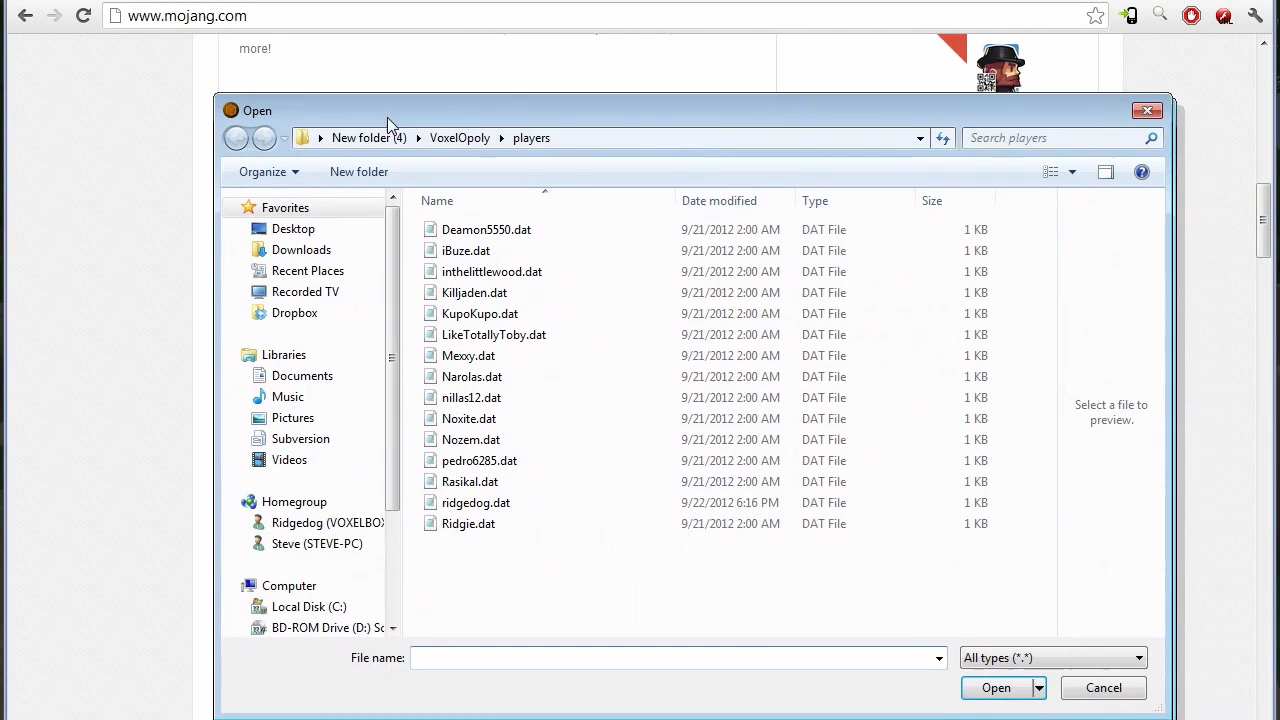 www.mojang.com
more!
Open
New folder (4) VoxelOpoly players
Search players
Organize New folder
Name Date modified Type Size
Favorites
Desktop
Downloads
Recent Places
Recorded TV
Dropbox
Libraries
Documents
Music
Pictures
Subversion
Videos
Homegroup
Ridgedog (VOXELBOX
Steve (STEVE-PC)
Computer
Local Disk (C:)
BD-ROM Drive (D:) Sc
Deamon5550.dat 9/21/2012 2:00 AM DAT File 1 KB
iBuze.dat 9/21/2012 2:00 AM DAT File 1 KB
inthelittlewood.dat 9/21/2012 2:00 AM DAT File 1 KB
Killjaden.dat 9/21/2012 2:00 AM DAT File 1 KB
KupoKupo.dat 9/21/2012 2:00 AM DAT File 1 KB
LikeTotallyToby.dat 9/21/2012 2:00 AM DAT File 1 KB
Mexxy.dat 9/21/2012 2:00 AM DAT File 1 KB
Narolas.dat 9/21/2012 2:00 AM DAT File 1 KB
nillas12.dat 9/21/2012 2:00 AM DAT File 1 KB
Noxite.dat 9/21/2012 2:00 AM DAT File 1 KB
Nozem.dat 9/21/2012 2:00 AM DAT File 1 KB
pedro6285.dat 9/21/2012 2:00 AM DAT File 1 KB
Rasikal.dat 9/21/2012 2:00 AM DAT File 1 KB
ridgedog.dat 9/22/2012 6:16 PM DAT File 1 KB
Ridgie.dat 9/21/2012 2:00 AM DAT File 1 KB
Select a file to
preview.
File name:
All types (*.*)
Open Cancel